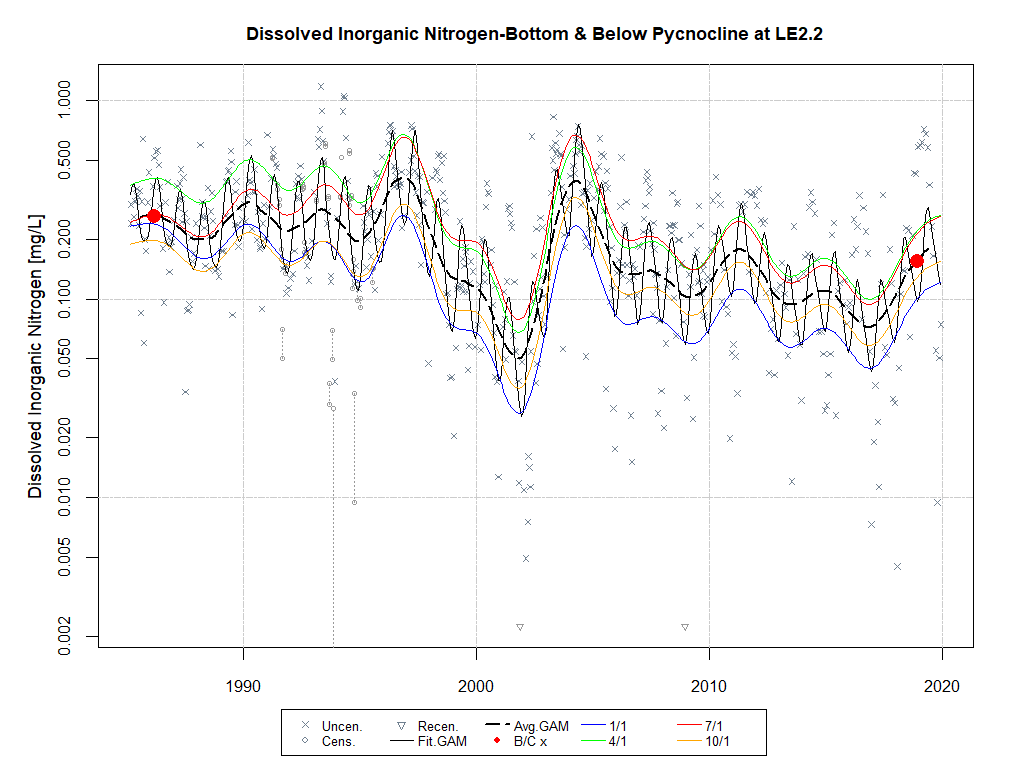 Dissolved Inorganic Nitrogen-Bottom & Below Pycnocline at LE2.2
Dissolved Inorganic Nitrogen [mg/L]
1.000
0.500
0.200
0.100
0.050
0.020
0.010
0.005
0.002
1990 2000 2010 2020
Uncen. Recen. Avg.GAM 1/1 7/1
Cens. Fit.GAM B/C x 4/1 10/1